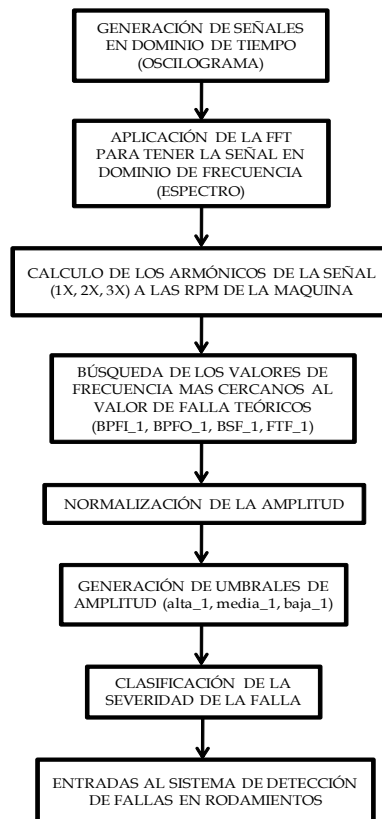 GENERACIÓN DE SEÑALES
EN DOMINIO DE TIEMPO
(OSCILOGRAMA)
APLICACIÓN DE LA FFT
PARA TENER LA SEÑAL EN
DOMINIO DE FRECUENCIA
(ESPECTRO)
CALCULO DE LOS ARMÓNICOS DE LA SEÑAL
(1X, 2X, 3X) A LAS RPM DE LA MAQUINA
BÚSQUEDA DE LOS VALORES DE
FRECUENCIA MAS CERCANOS AL
VALOR DE FALLA TEÓRICOS
(BPFI_1, BPFO_1, BSF_1, FTF_1)
NORMALIZACIÓN DE LA AMPLITUD
GENERACIÓN DE UMBRALES DE
AMPLITUD (alta_1, media_1, baja_1)
CLASIFICACIÓN DE LA
SEVERIDAD DE LA FALLA
ENTRADAS AL SISTEMA DE DETECCIÓN
DE FALLAS EN RODAMIENTOS